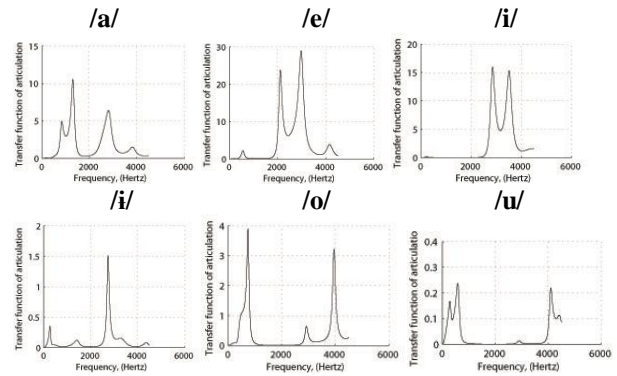 /a/ /e/ /i/
Transfer function of articulation
15
10
5
0
0 2000 4000 6000
Frequency, (Hertz)
Transfer function of articulation
30
20
10
0
0 2000 4000 6000
Frequency, (Hertz)
Transfer function of articulation
20
15
10
5
0
0 2000 4000 6000
Frequency, (Hertz)
/ɨ/ /o/ /u/
Transfer function of articulation
2
1.5
1
0.5
0
0 2000 4000 6000
Frequency, (Hertz)
Transfer function of articulation
4
3
2
1
0
0 2000 4000 6000
Frequency, (Hertz)
Transfer function of articulatio
0.4
0.3
0.2
0.1
0
0 2000 4000 6000
Frequency, (Hertz)